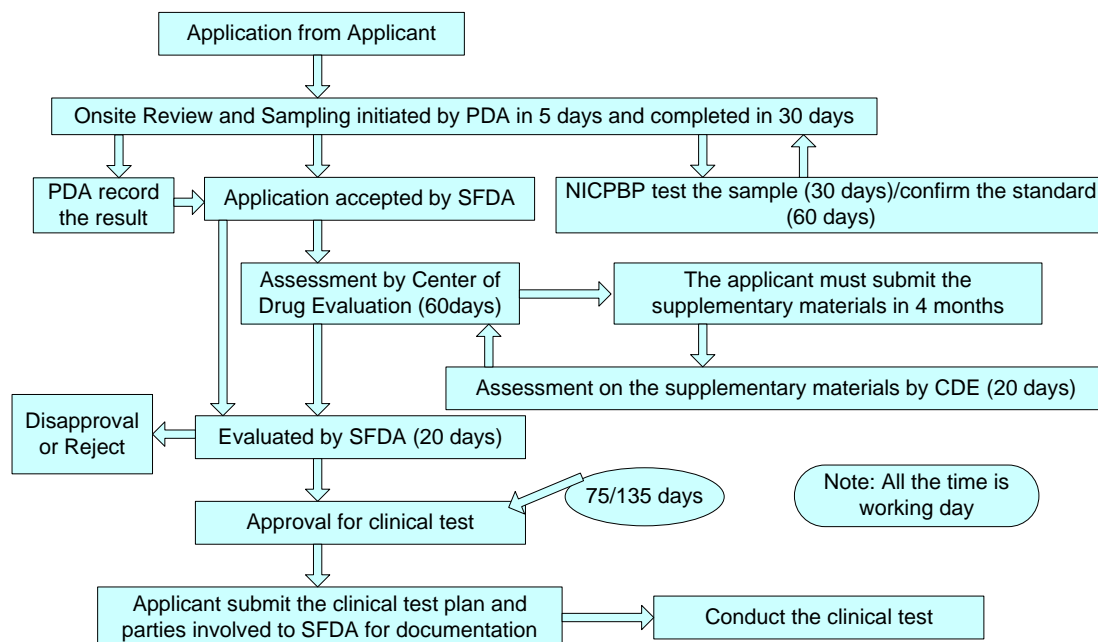 Application from Applicant
Onsite Review and Sampling initiated by PDA in 5 days and completed in 30 days
PDA record
the result
Application accepted by SFDA
NICPBP test the sample (30 days)/confirm the standard
(60 days)
Assessment by Center of
Drug Evaluation (60days)
The applicant must submit the
supplementary materials in 4 months
Assessment on the supplementary materials by CDE (20 days)
Disapproval
or Reject
Evaluated by SFDA (20 days)
75/135 days
Note: All the time is
working day
Approval for clinical test
Applicant submit the clinical test plan and
parties involved to SFDA for documentation
Conduct the clinical test